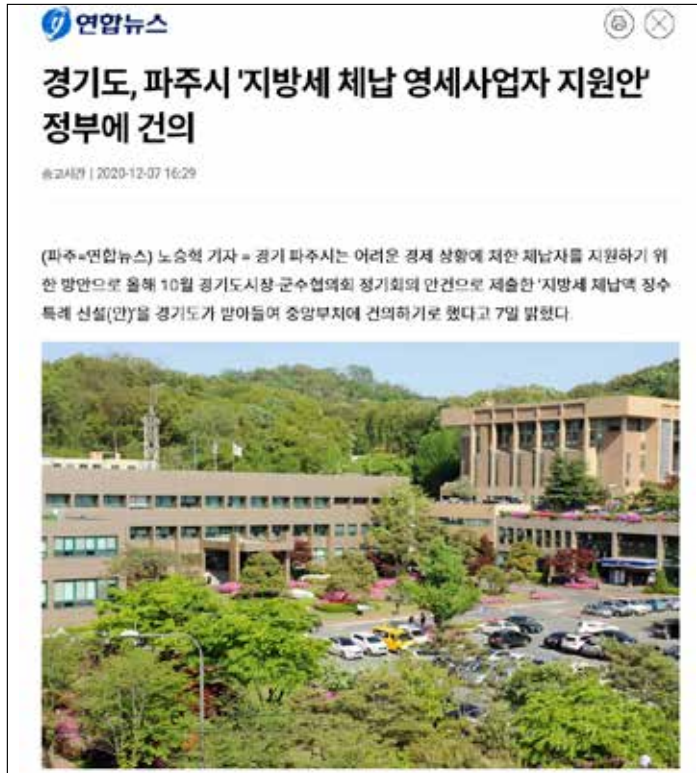 연합뉴스
경기도, 파주시 '지방세 체납 영세사업자 지원안'
정부에 건의
송고시간 | 2020-12-07 16:29
(파주=연합뉴스) 노승혁 기자 = 경기 파주시는 어려운 경제 상황에 처한 체납자를 지원하기 위
한 방안으로 올해 10월 경기도시장·군수협의회 정기회의 안건으로 제출한 '지방세 체납액 징수
특례 신설(안)'을 경기도가 받아들여 중앙부처에 건의하기로 했다고 7일 밝혔다.